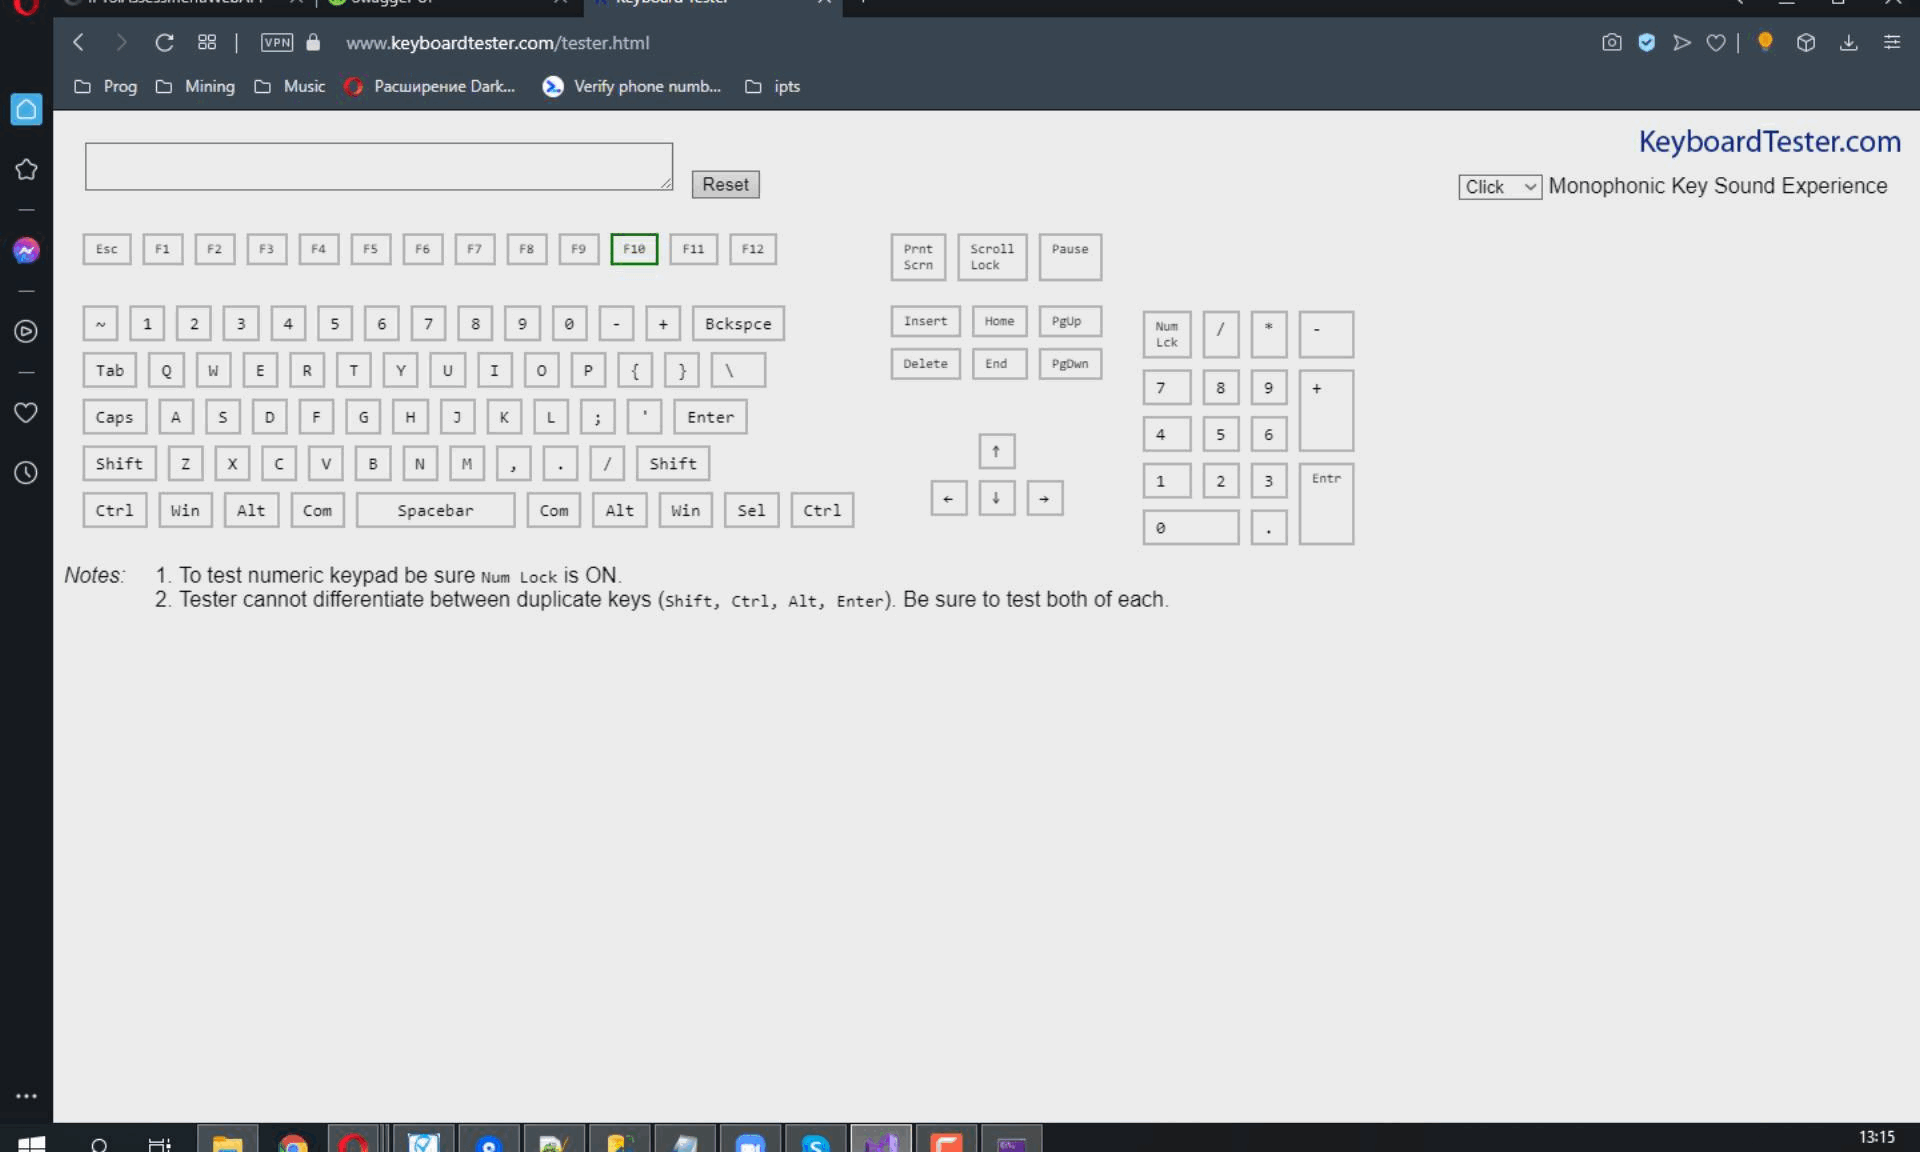 Keyboard Tester
VPN
www.keyboardtester.com/tester.html
Prog
Mining
Music
Расширение Dark...
Verify phone numb...
ipts
KeyboardTester.com
Reset
Click Monophonic Key Sound Experience
Esc F1 F2 F3 F4 F5 F6 F7 F8 F9 F10 F11 F12
Prnt Scrn
Scroll Lock
Pause
~ 1 2 3 4 5 6 7 8 9 0 - + Bckspce
Insert Home PgUp
Num Lck / * -
Tab Q W E R T Y U I O P { } \
Delete End PgDwn
7 8 9 +
Caps A S D F G H J K L ; ' Enter
4 5 6
Shift Z X C V B N M , . / Shift
↑
1 2 3 Entr
Ctrl Win Alt Com Spacebar Com Alt Win Sel Ctrl
← ↓ →
0 .
Notes: 1. To test numeric keypad be sure Num Lock is ON.
2. Tester cannot differentiate between duplicate keys (Shift, Ctrl, Alt, Enter). Be sure to test both of each.
13:15